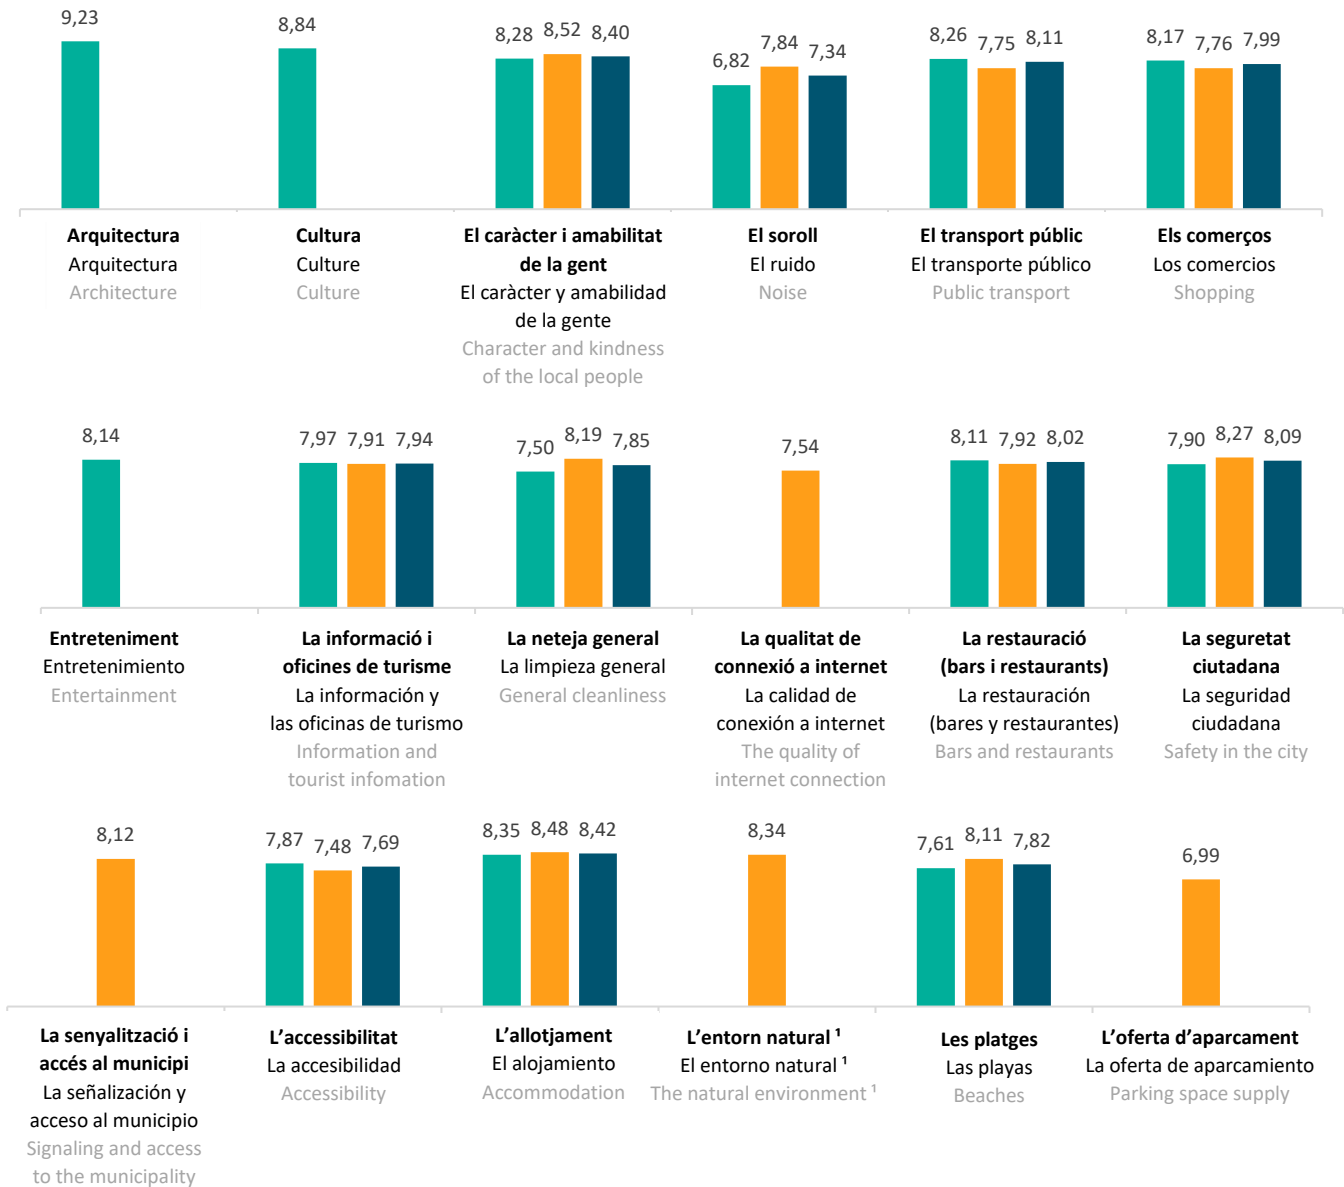 9,23
8,84
8,28 8,52 8,40
6,82 7,84 7,34
8,26 7,75 8,11
8,17 7,76 7,99
Arquitectura
Arquitectura
Architecture
Cultura
Culture
Culture
El caràcter i amabilitat
de la gent
El caràcter y amabilidad
de la gente
Character and kindness
of the local people
El soroll
El ruido
Noise
El transport públic
El transporte público
Public transport
Els comerços
Los comercios
Shopping
8,14
7,97 7,91 7,94
7,50 8,19 7,85
7,54
8,11 7,92 8,02
7,90 8,27 8,09
Entreteniment
Entretenimiento
Entertainment
La informació i
oficines de turisme
La información y
las oficinas de turismo
Information and
tourist infomation
La neteja general
La limpieza general
General cleanliness
La qualitat de
connexió a internet
La calidad de
conexión a internet
The quality of
internet connection
La restauració
(bars i restaurants)
La restauración
(bares y restaurantes)
Bars and restaurants
La seguretat
ciutadana
La seguridad
ciudadana
Safety in the city
8,12
7,87 7,48 7,69
8,35 8,48 8,42
8,34
7,61 8,11 7,82
6,99
La senyalització i
accés al municipi
La señalización y
acceso al municipio
Signaling and access
to the municipality
L’accessibilitat
La accesibilidad
Accessibility
L’allotjament
El alojamiento
Accommodation
L’entorn natural ¹
El entorno natural ¹
The natural environment ¹
Les platges
Las playas
Beaches
L’oferta d’aparcament
La oferta de aparcamiento
Parking space supply